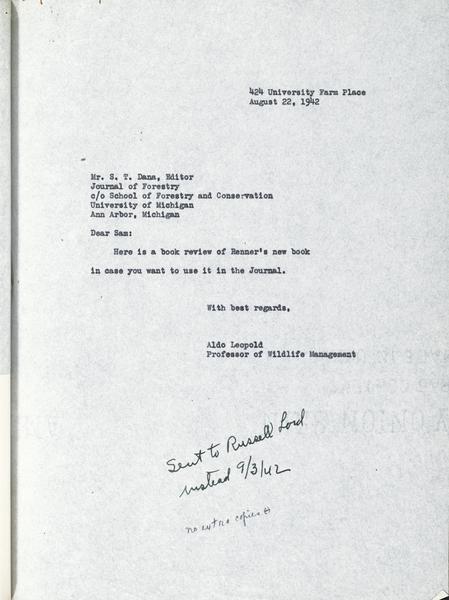 424 University Farm Place
August 22, 1942
Mr. S. T. Dana, Editor
Journal of Forestry
c/o School of Forestry and Conservation
University of Michigan
Ann Arbor, Michigan
Dear Sam:
Here is a book review of Renner's new book
in case you want to use it in the Journal.
With best regards,
Aldo Leopold
Professor of Wildlife Management
Sent to Russell Lord
instead 9/3/42
no extra copies